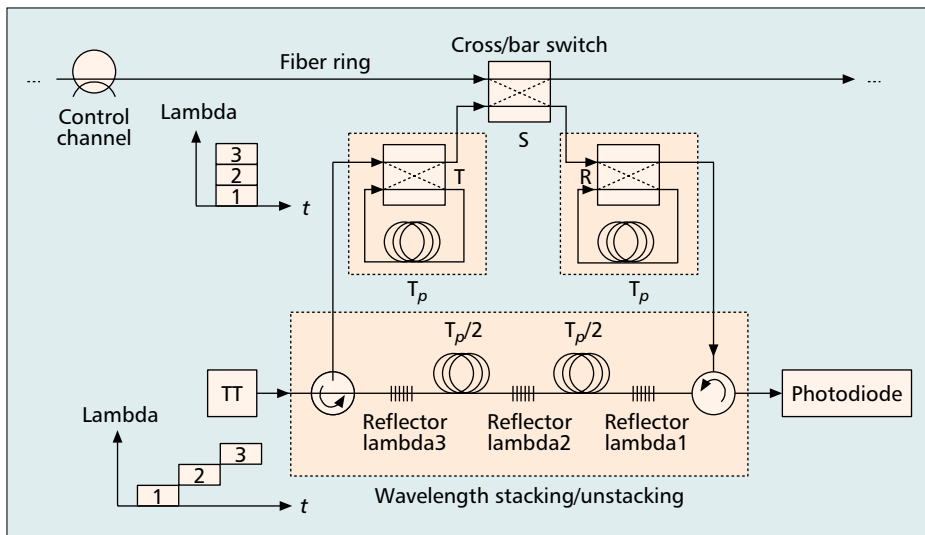 Cross/bar switch
Fiber ring
...
...
Control
channel
Lambda
3
2
1
t
S
T
R
Tp
Tp
Tp/2
Tp/2
TT
Photodiode
Reflector
lambda3
Reflector
lambda2
Reflector
lambda1
Lambda
3
2
1
t
Wavelength stacking/unstacking